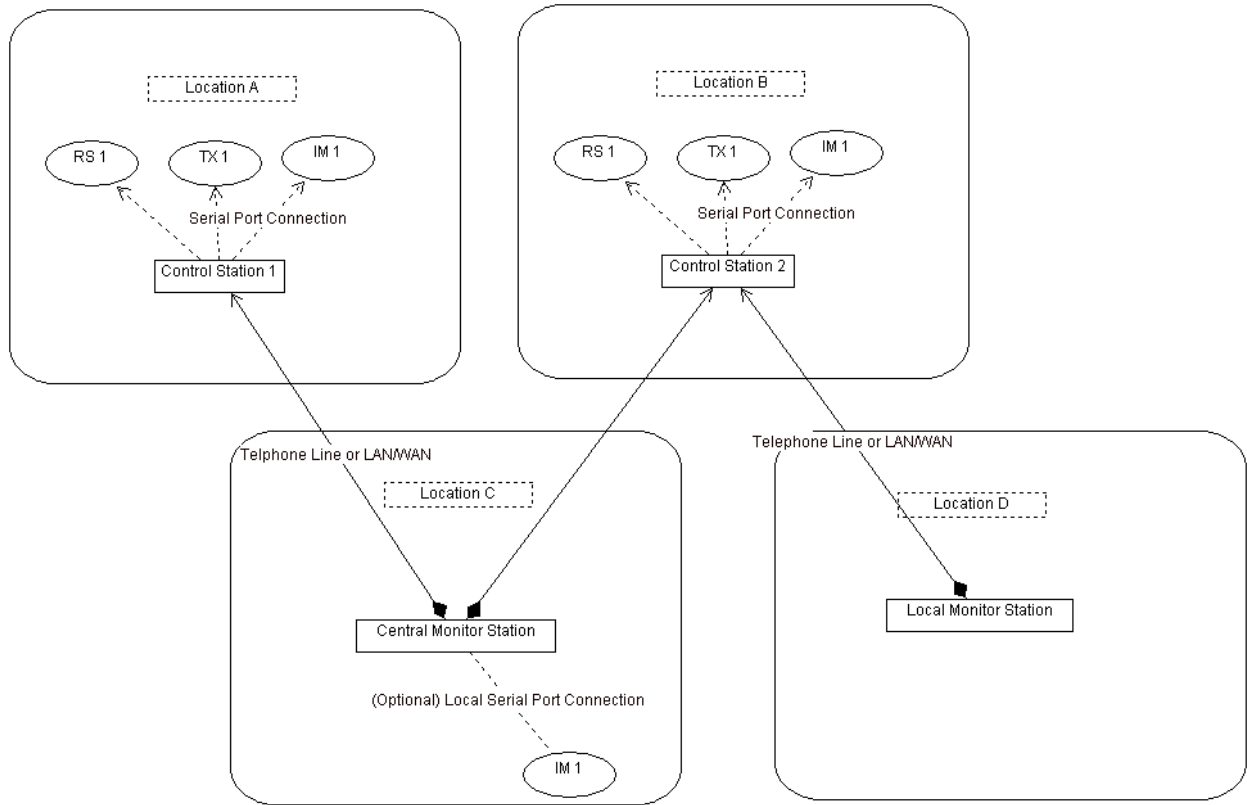 Location A
RS 1
TX 1
IM 1
Serial Port Connection
Control Station 1
Location B
RS 1
TX 1
IM 1
Serial Port Connection
Control Station 2
Telphone Line or LAN/WAN
Location C
Central Monitor Station
(Optional) Local Serial Port Connection
IM 1
Telephone Line or LAN/WAN
Location D
Local Monitor Station